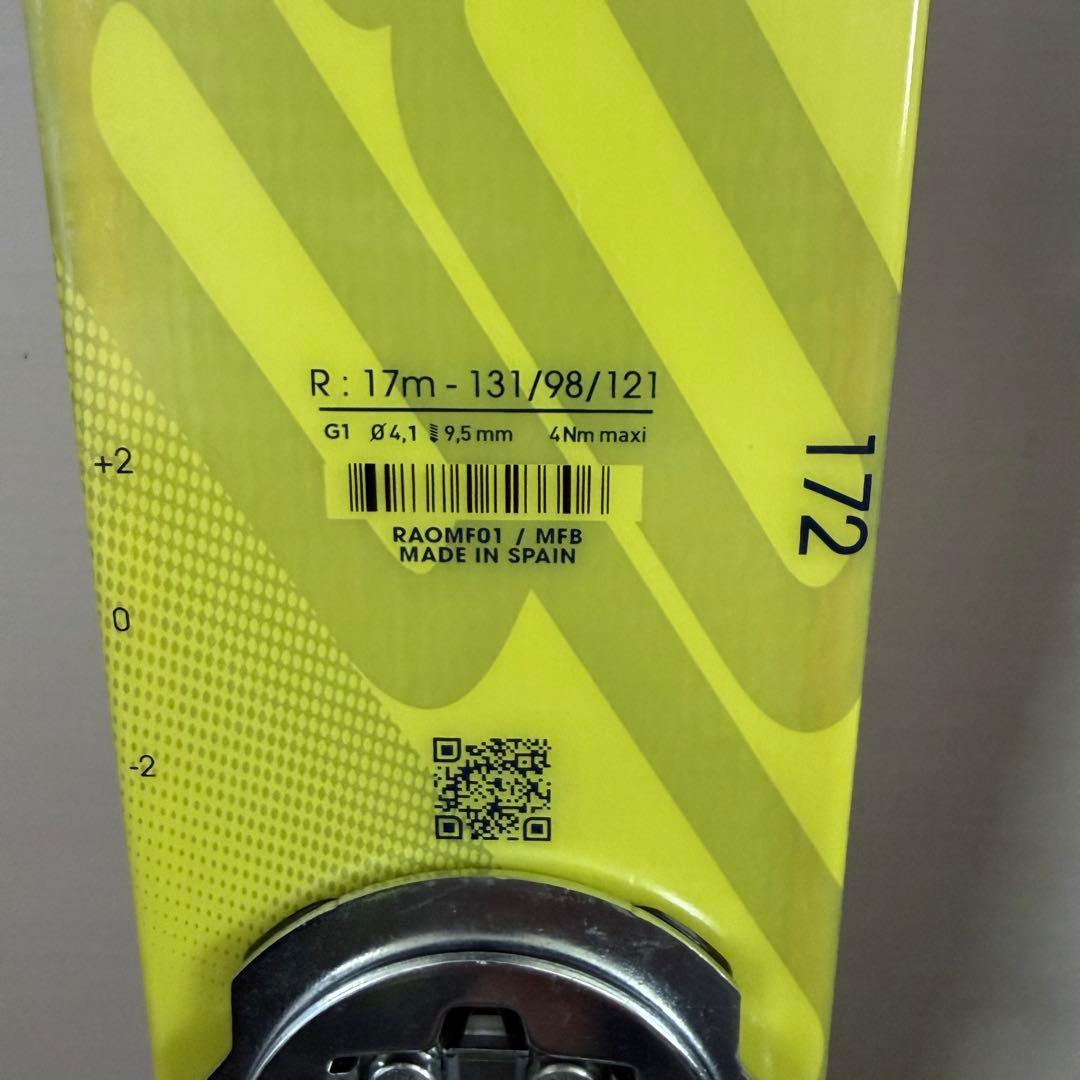 R : 17m - 131/98/121
G1 Ø 4,1 9,5 mm 4Nm maxi
+2
172
RAOMF01 / MFB
MADE IN SPAIN
0
-2